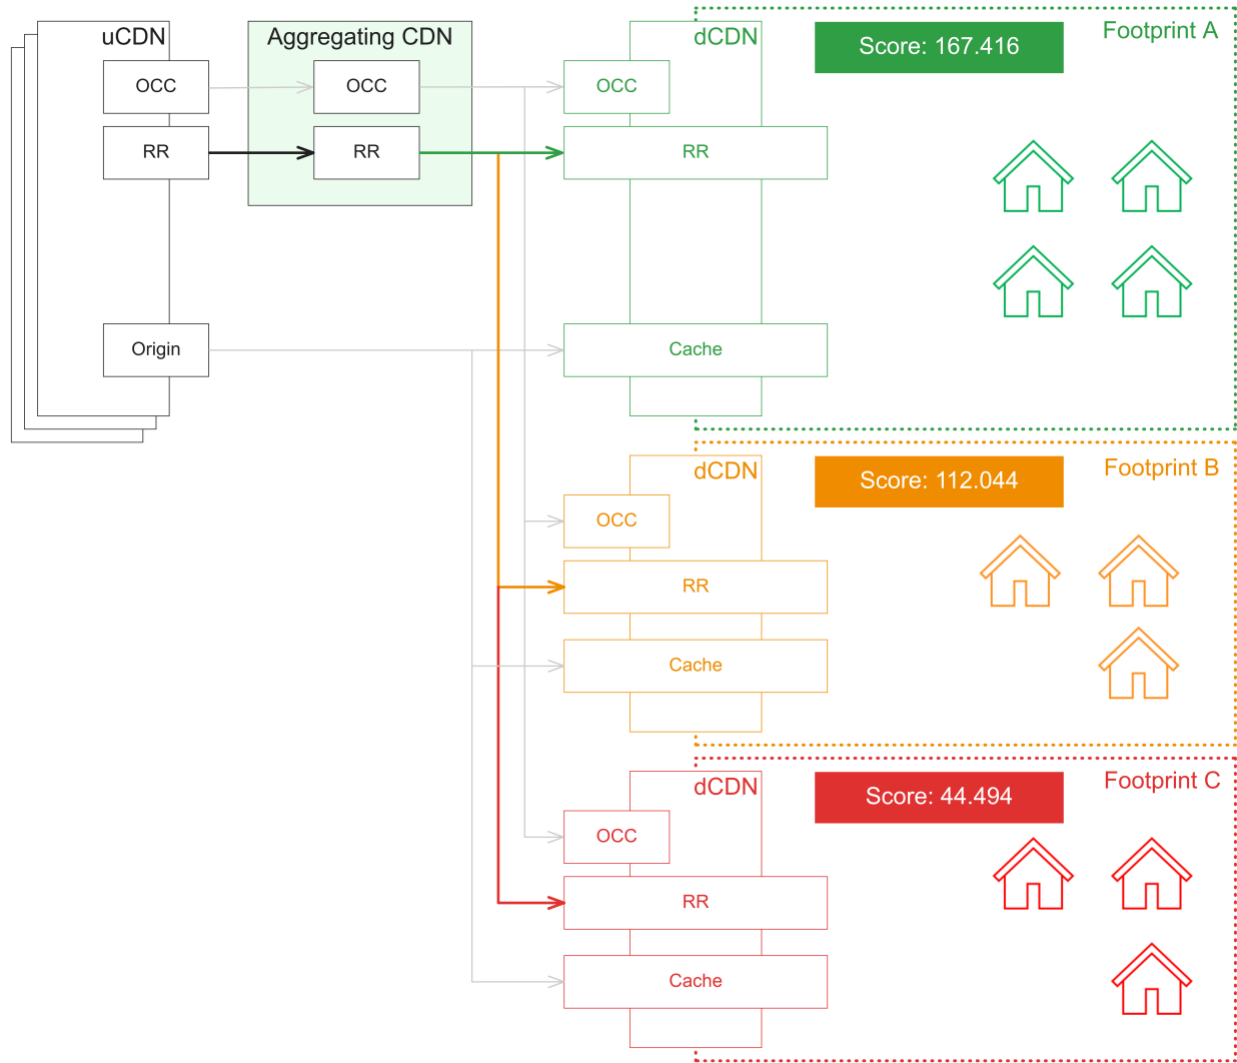 uCDN
OCC
RR
Origin
Aggregating CDN
OCC
RR
dCDN
OCC
RR
Cache
Score: 167.416
Footprint A
dCDN
OCC
RR
Cache
Score: 112.044
Footprint B
dCDN
OCC
RR
Cache
Score: 44.494
Footprint C